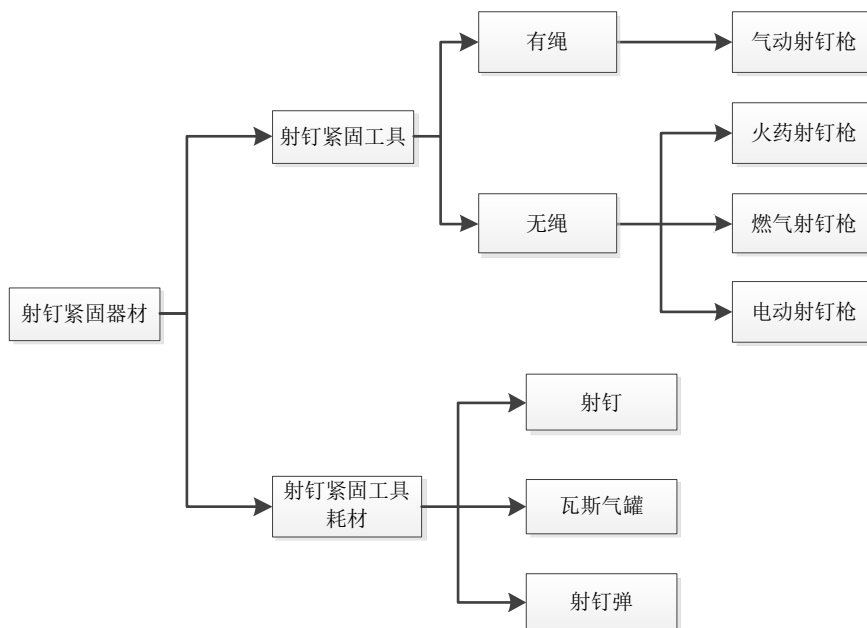 有绳
气动射钉枪
射钉紧固工具
火药射钉枪
无绳
燃气射钉枪
射钉紧固器材
电动射钉枪
射钉
射钉紧固工具
耗材
瓦斯气罐
射钉弹